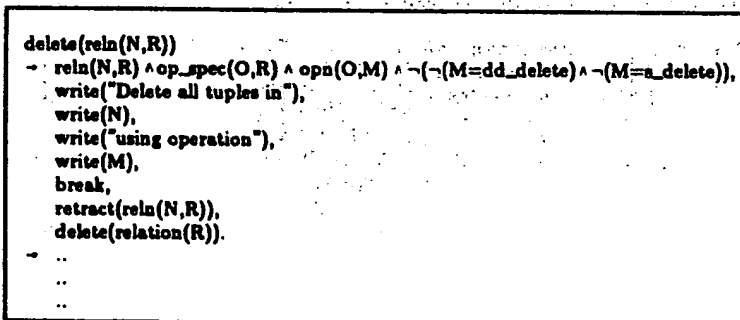 delete(reln(N,R))
→ reln(N,R) ∧ op_spec(O,R) ∧ opn(O,M) ∧ ¬(¬(M=dd_delete) ∧ ¬(M=s_delete)),
write("Delete all tuples in"),
write(N),
write("using operation"),
write(M),
break,
retract(reln(N,R)),
delete(relation(R)).
→ ..
..
..